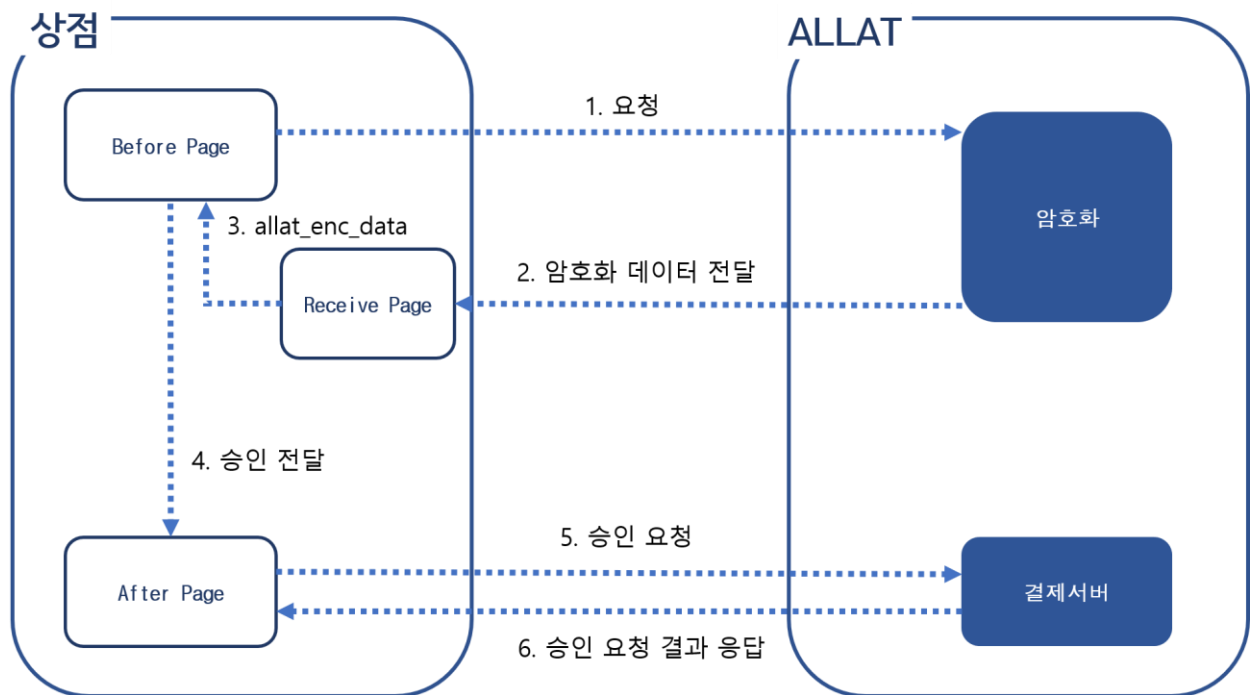 상점
ALLAT
1. 요청
Before Page
암호화
3. allat_enc_data
2. 암호화 데이터 전달
Receive Page
4. 승인 전달
5. 승인 요청
After Page
결제서버
6. 승인 요청 결과 응답